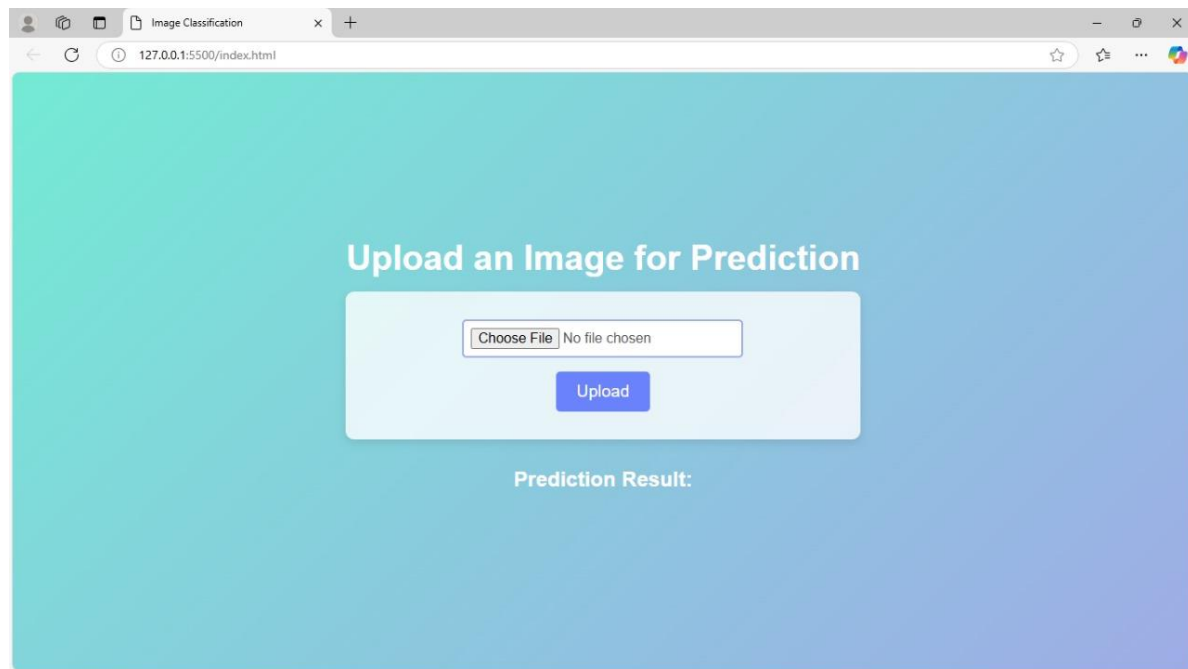 Image Classification
127.0.0.1:5500/index.html
Upload an Image for Prediction
Choose File No file chosen
Upload
Prediction Result: